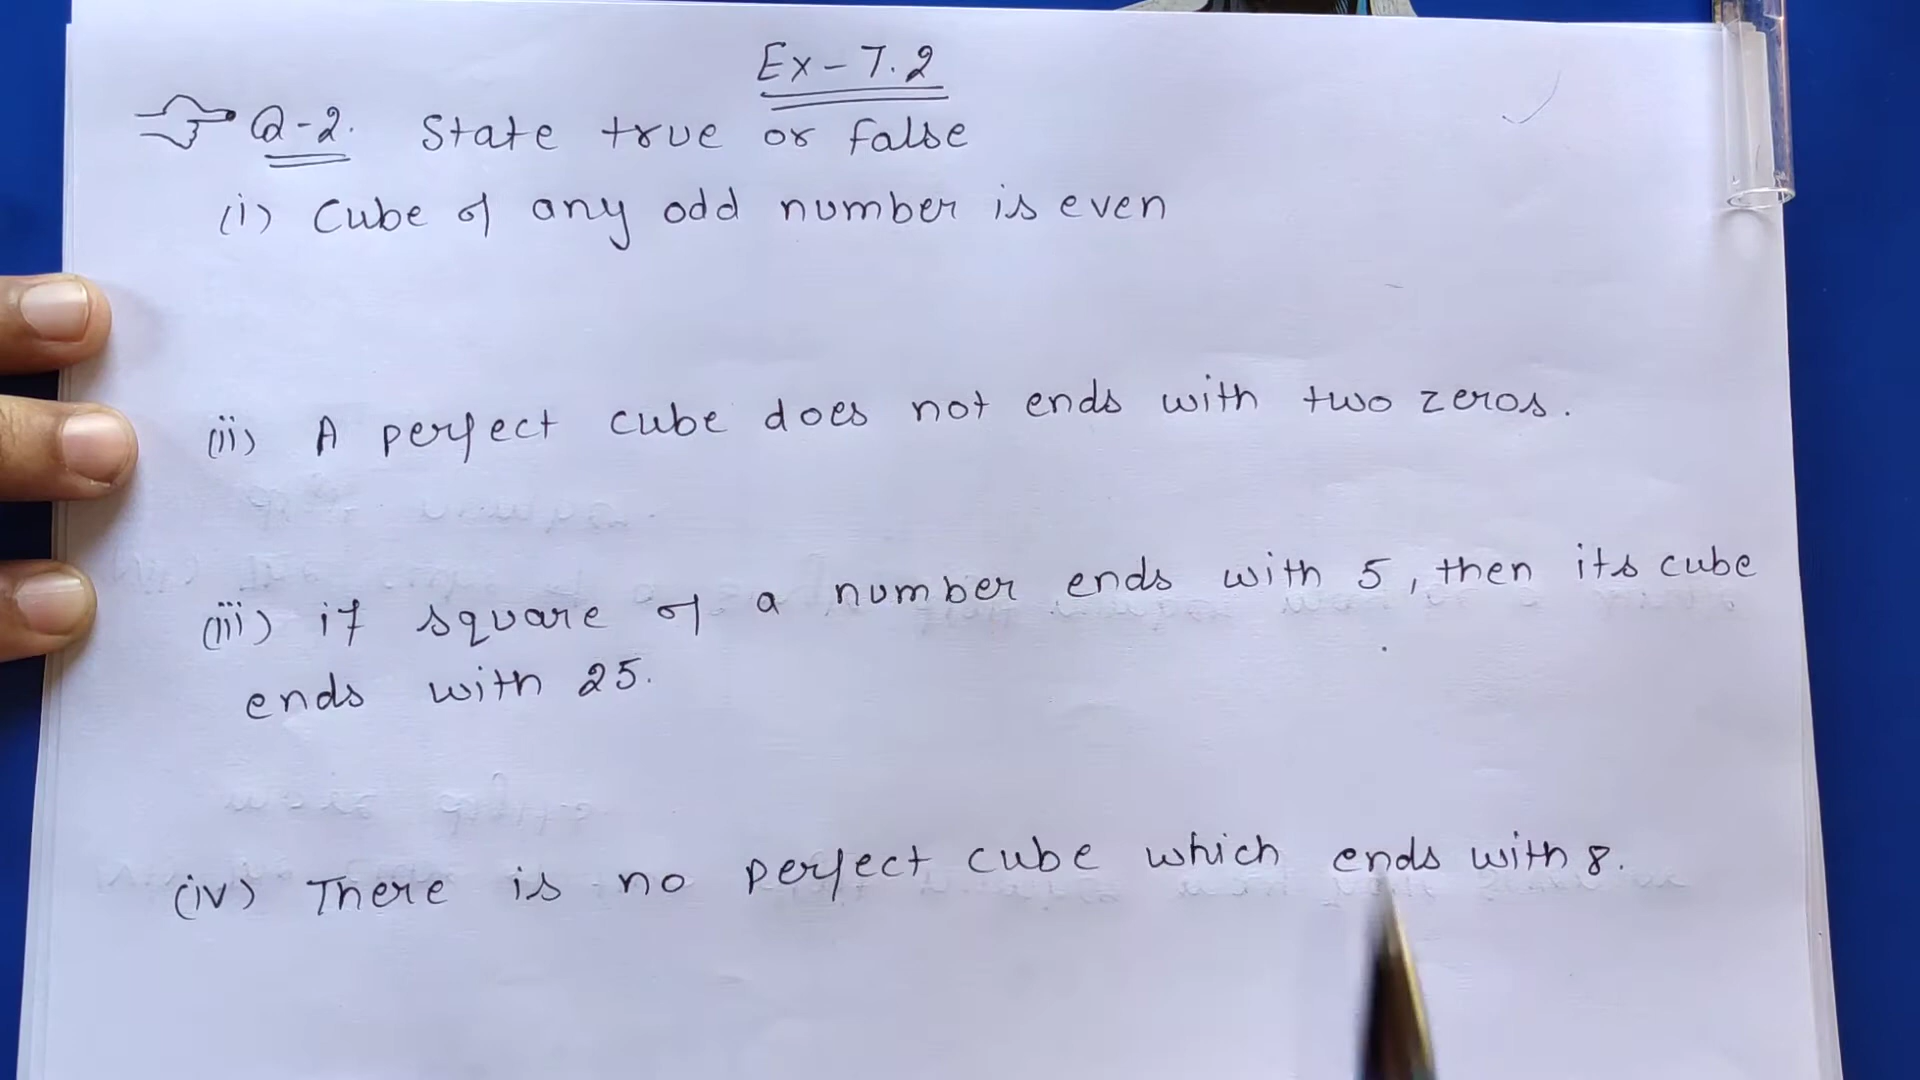 Ex-7.2
Q-2. State true or false
(i) Cube of any odd number is even
(ii) A perfect cube does not ends with two zeros.
(iii) if square of a number ends with 5, then its cube
ends with 25.
(iv) There is no perfect cube which ends with 8.